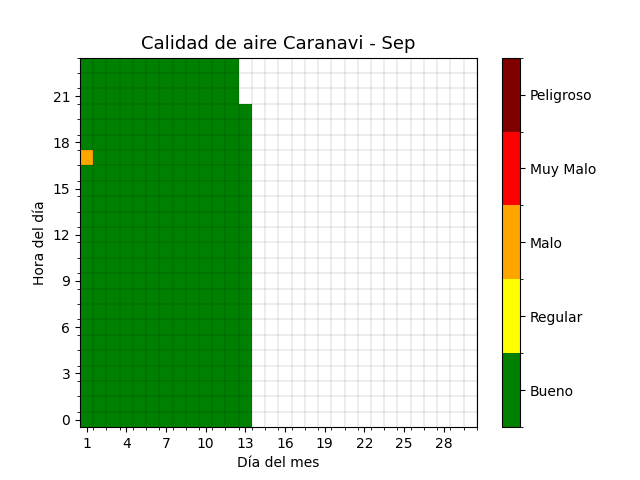 Calidad de aire Caranavi - Sep
Hora del día
21
18
15
12
9
6
3
0
1 4 7 10 13 16 19 22 25 28
Día del mes
Peligroso
Muy Malo
Malo
Regular
Bueno